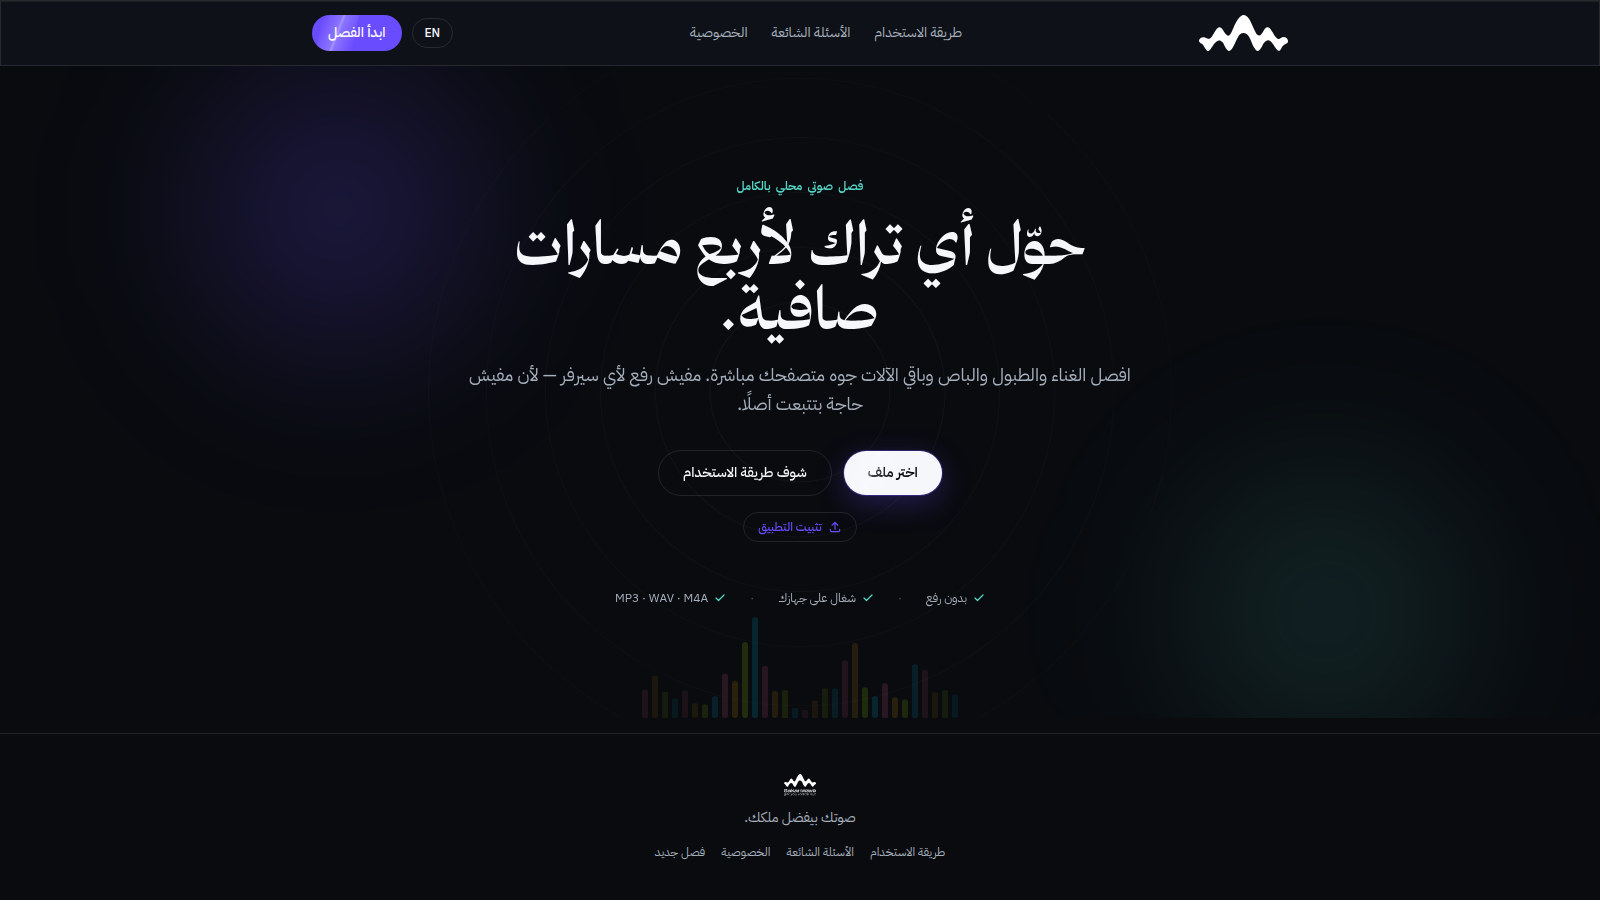 طريقة الاستخدام
الأسئلة الشائعة
الخصوصية
EN
ابدأ الفصل
فصل صوتي محلي بالكامل
حوّل أي تراك لأربع مسارات
صافية.
افصل الغناء والطبول والباص وباقي الآلات جوه متصفحك مباشرة. مفيش رفع لأي سيرفر — لأن مفيش
حاجة بتتبعت أصلًا.
اختر ملف
شوف طريقة الاستخدام
تثبيت التطبيق
بدون رفع
·
شغال على جهازك
·
MP3 · WAV · M4A
صوتك بيفضل ملكك.
طريقة الاستخدام
الأسئلة الشائعة
الخصوصية
فصل جديد